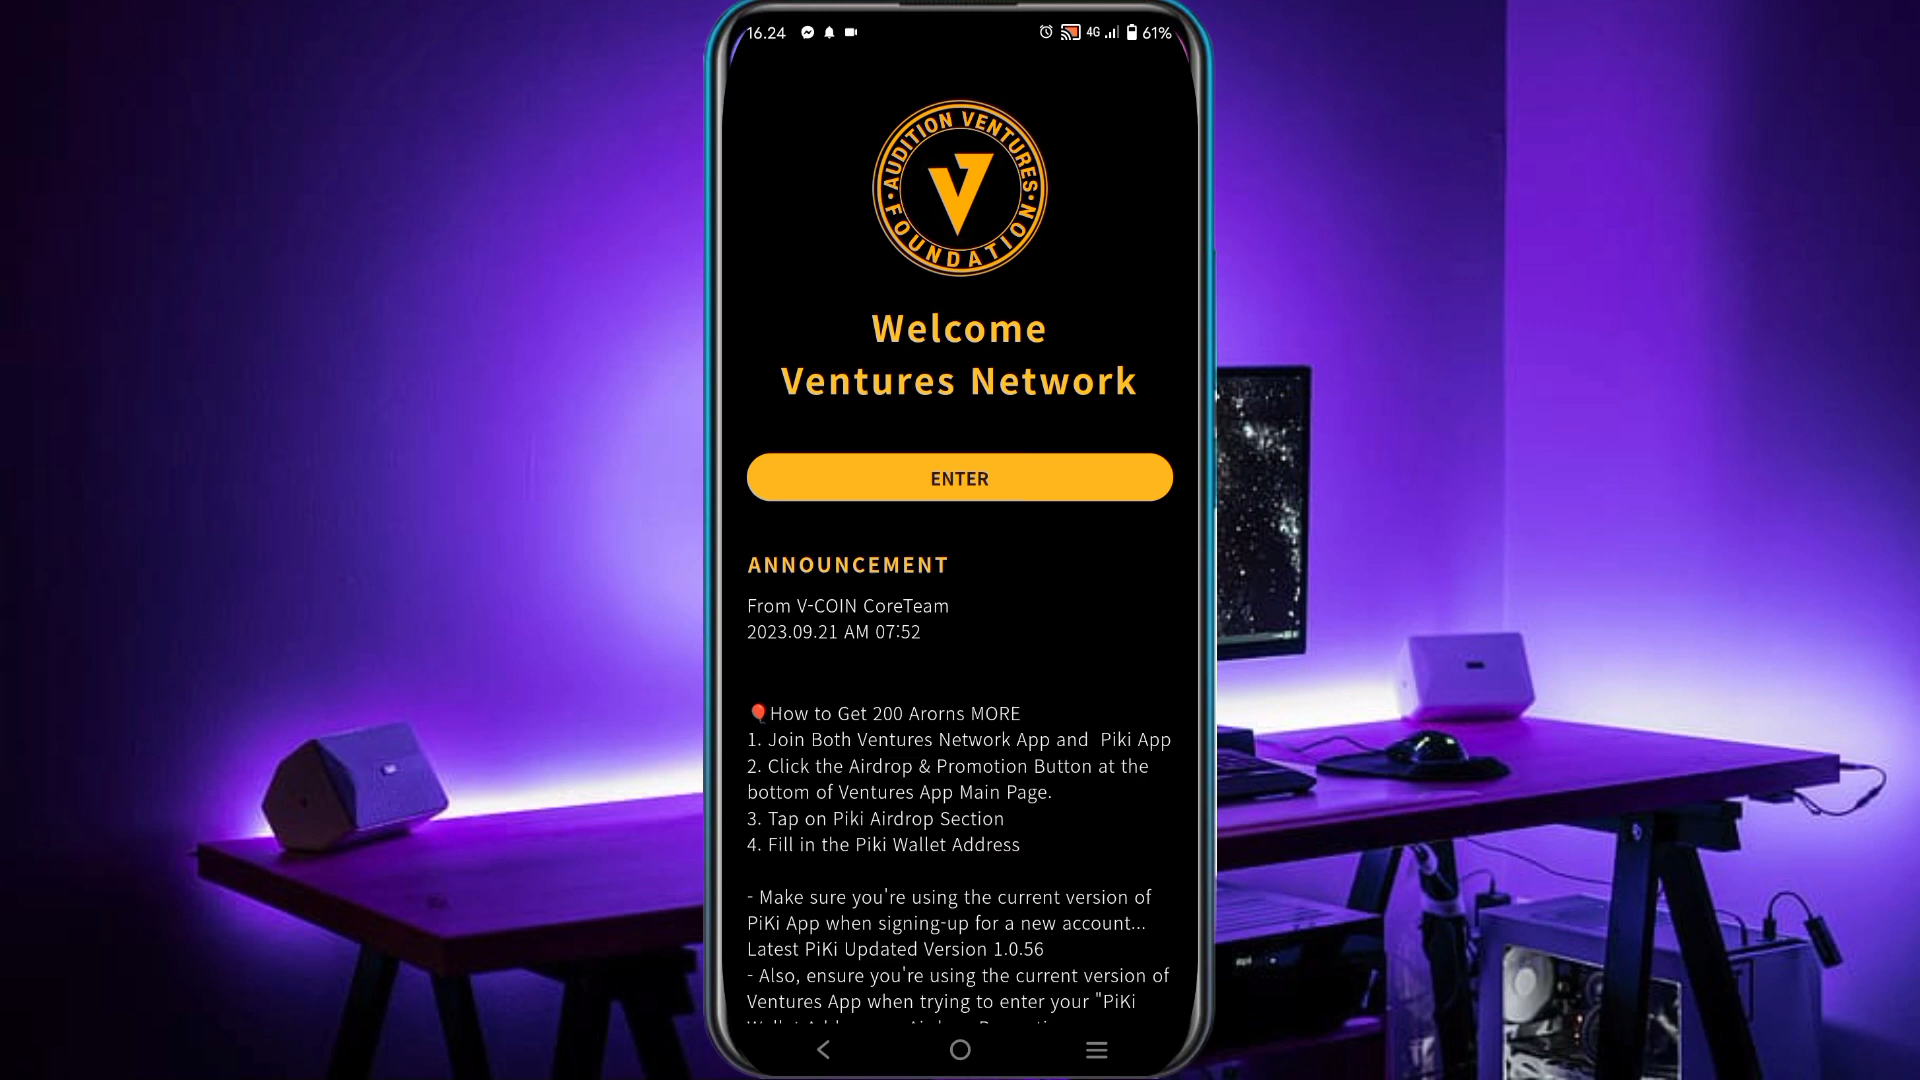 16.24
4G
61%
AUDITION VENTURES
FOUNDATION
V
Welcome
Ventures Network
ENTER
ANNOUNCEMENT
From V-COIN CoreTeam
2023.09.21 AM 07:52
🎈How to Get 200 Arorns MORE
1. Join Both Ventures Network App and Piki App
2. Click the Airdrop & Promotion Button at the
bottom of Ventures App Main Page.
3. Tap on Piki Airdrop Section
4. Fill in the Piki Wallet Address
- Make sure you're using the current version of
PiKi App when signing-up for a new account...
Latest PiKi Updated Version 1.0.56
- Also, ensure you're using the current version of
Ventures App when trying to enter your "PiKi